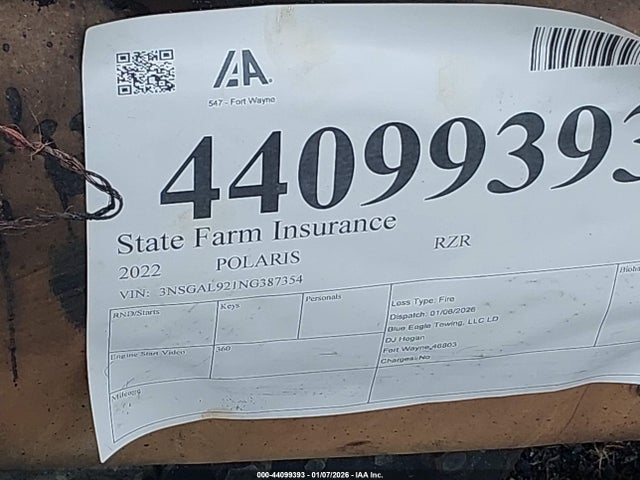 IAA.
547 - Fort Wayne
44099393
State Farm Insurance
2022 POLARIS RZR
VIN: 3NSGAL921NG387354
RND/Starts Keys Personals
Loss Type: Fire
Dispatch: 01/08/2026
Blue Eagle Towing, LLC LD
DJ Hogan
Fort Wayne, 46803
Charges: No
Engine Start Video 360
Mileage
000-44099393 - 01/07/2026 - IAA Inc.